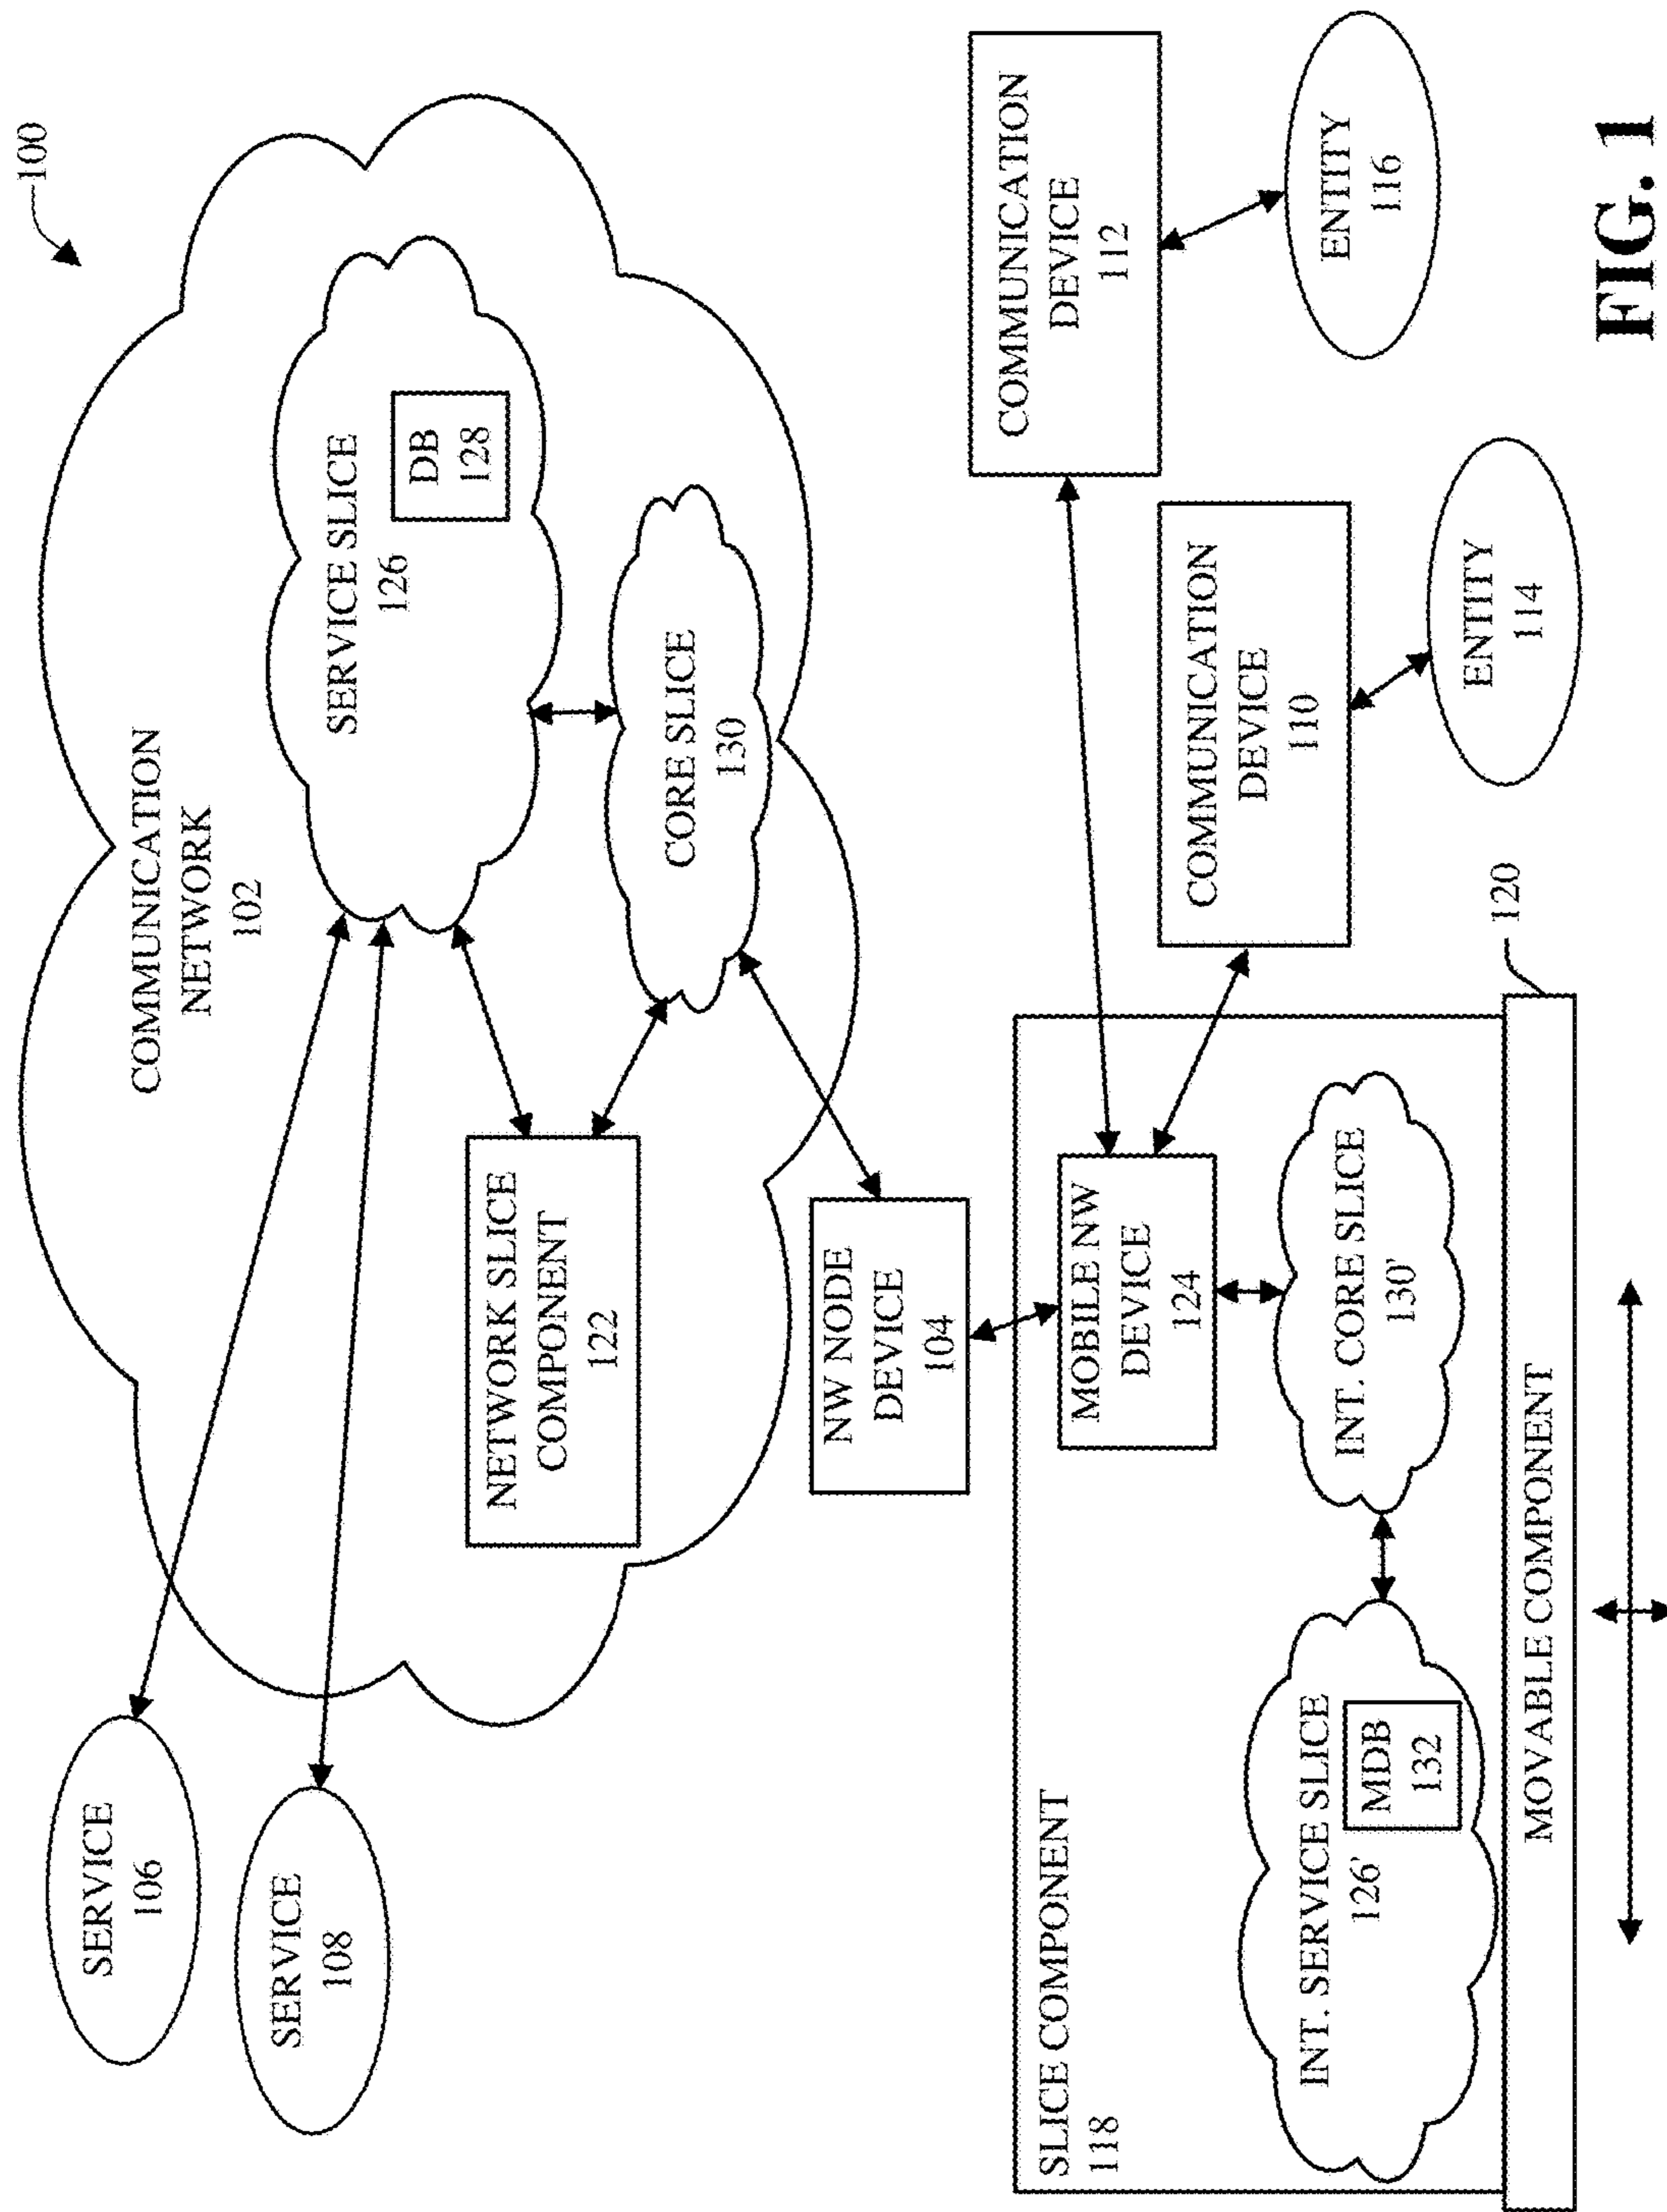 100
COMMUNICATION
NETWORK
102
SERVICE
106
SERVICE
108
SERVICE SLICE
126
DB
128
NETWORK SLICE
COMPONENT
122
CORE SLICE
130
NW NODE
DEVICE
104
COMMUNICATION
DEVICE
112
SLICE COMPONENT
118
MOBILE NW
DEVICE
124
COMMUNICATION
DEVICE
110
ENTITY
116
INT. SERVICE SLICE
126'
MDB
132
INT. CORE SLICE
130'
ENTITY
114
120
MOVABLE COMPONENT
FIG. 1